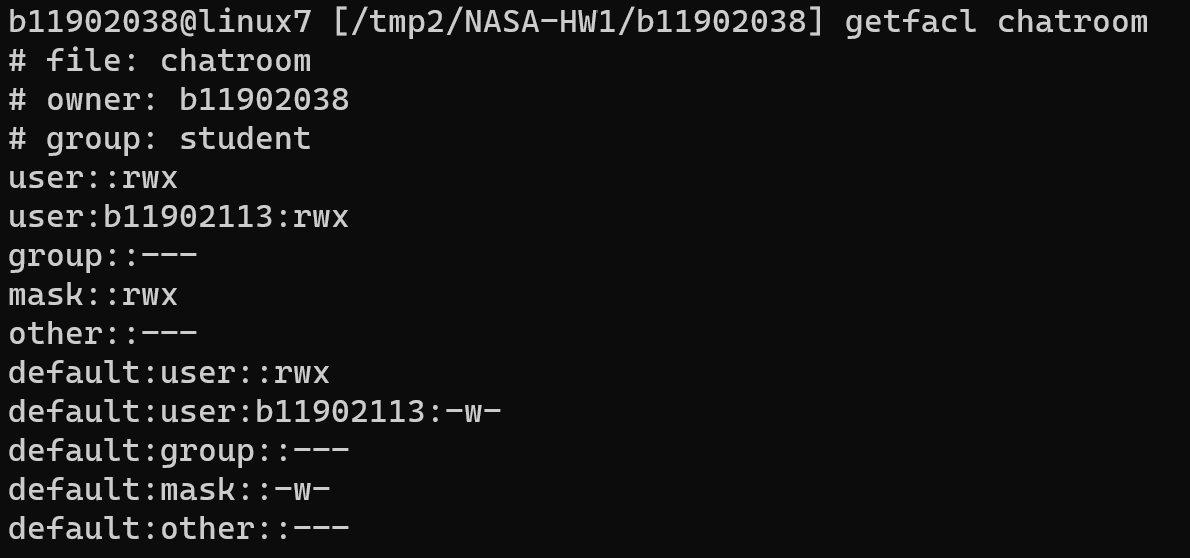 b11902038@linux7 [/tmp2/NASA-HW1/b11902038] getfacl chatroom
# file: chatroom
# owner: b11902038
# group: student
user::rwx
user:b11902113:rwx
group::---
mask::rwx
other::---
default:user::rwx
default:user:b11902113:-w-
default:group::---
default:mask::-w-
default:other::---